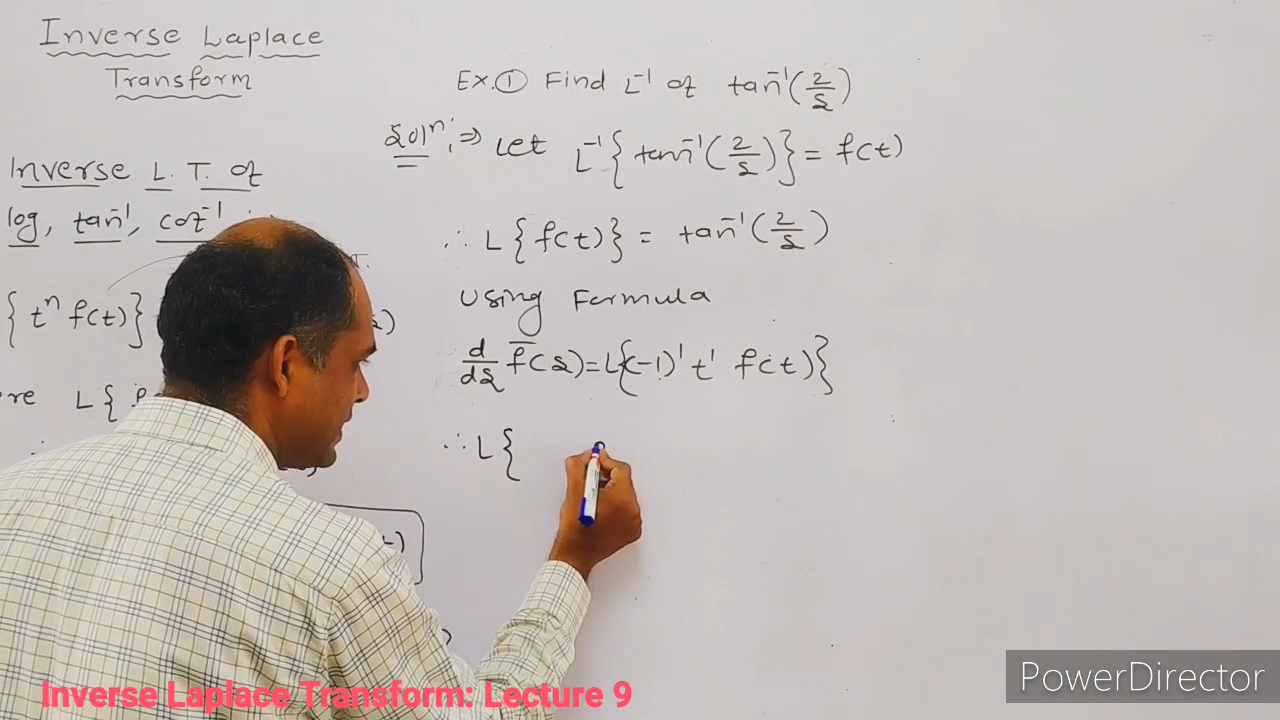 Inverse Laplace
Transform
Inverse L. T. of
log, tan⁻¹, cot⁻¹
{ tⁿ f(t)}
L {
Ex. ① Find L⁻¹ of tan⁻¹(2/s)
Solⁿ: ⇒ Let L⁻¹{ tan⁻¹(2/s)} = f(t)
∴ L { f(t)} = tan⁻¹(2/s)
Using Formula
d/ds f̅(s) = L{(-1)¹ t¹ f(t)}
∴ L {
Inverse Laplace Transform: Lecture 9
PowerDirector